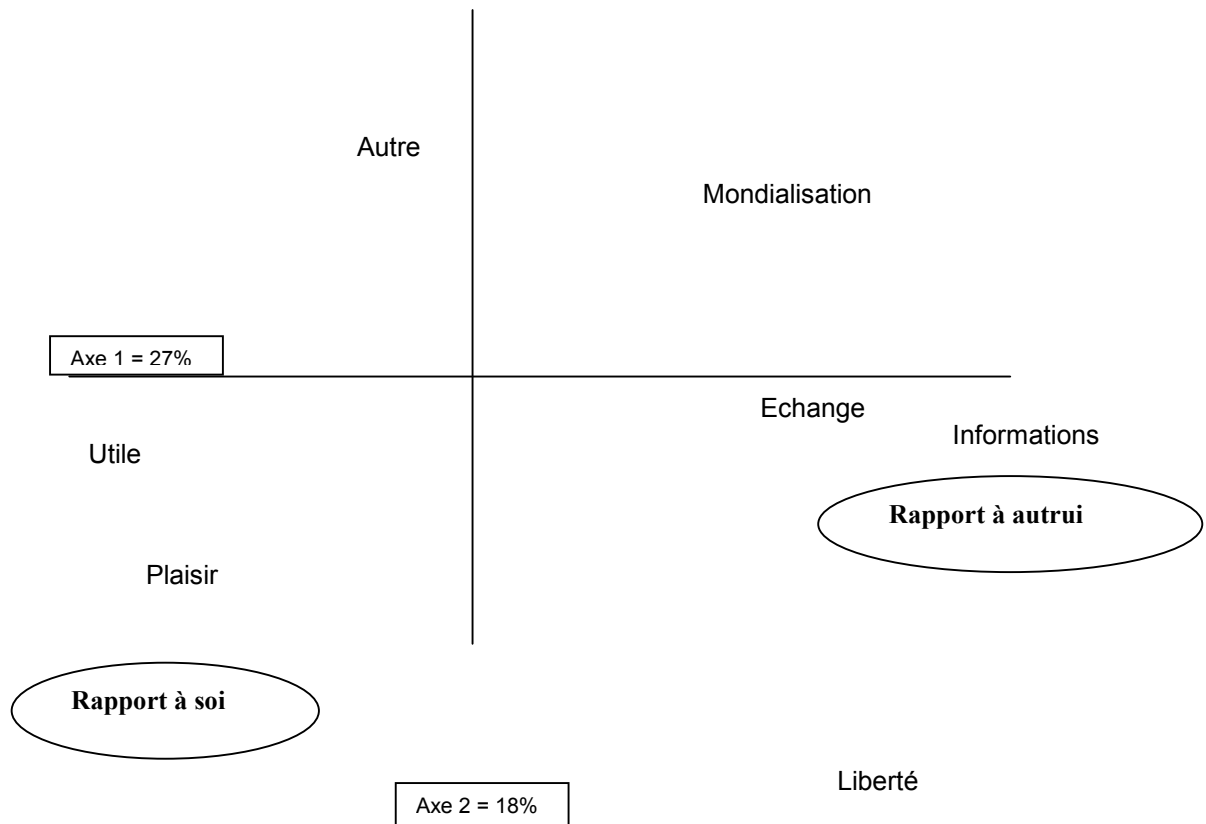 Autre
Mondialisation
Axe 1 = 27%
Echange
Informations
Utile
Rapport à autrui
Plaisir
Rapport à soi
Liberté
Axe 2 = 18%